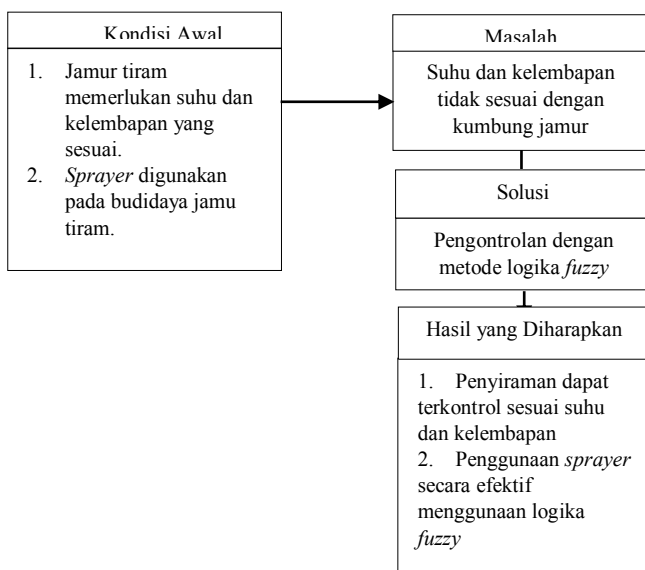 Kondisi Awal
1. Jamur tiram
memerlukan suhu dan
kelembapan yang
sesuai.
2. Sprayer digunakan
pada budidaya jamu
tiram.
Masalah
Suhu dan kelembapan
tidak sesuai dengan
kumbung jamur
Solusi
Pengontrolan dengan
metode logika fuzzy
Hasil yang Diharapkan
1. Penyiraman dapat
terkontrol sesuai suhu
dan kelembapan
2. Penggunaan sprayer
secara efektif
menggunaan logika
fuzzy